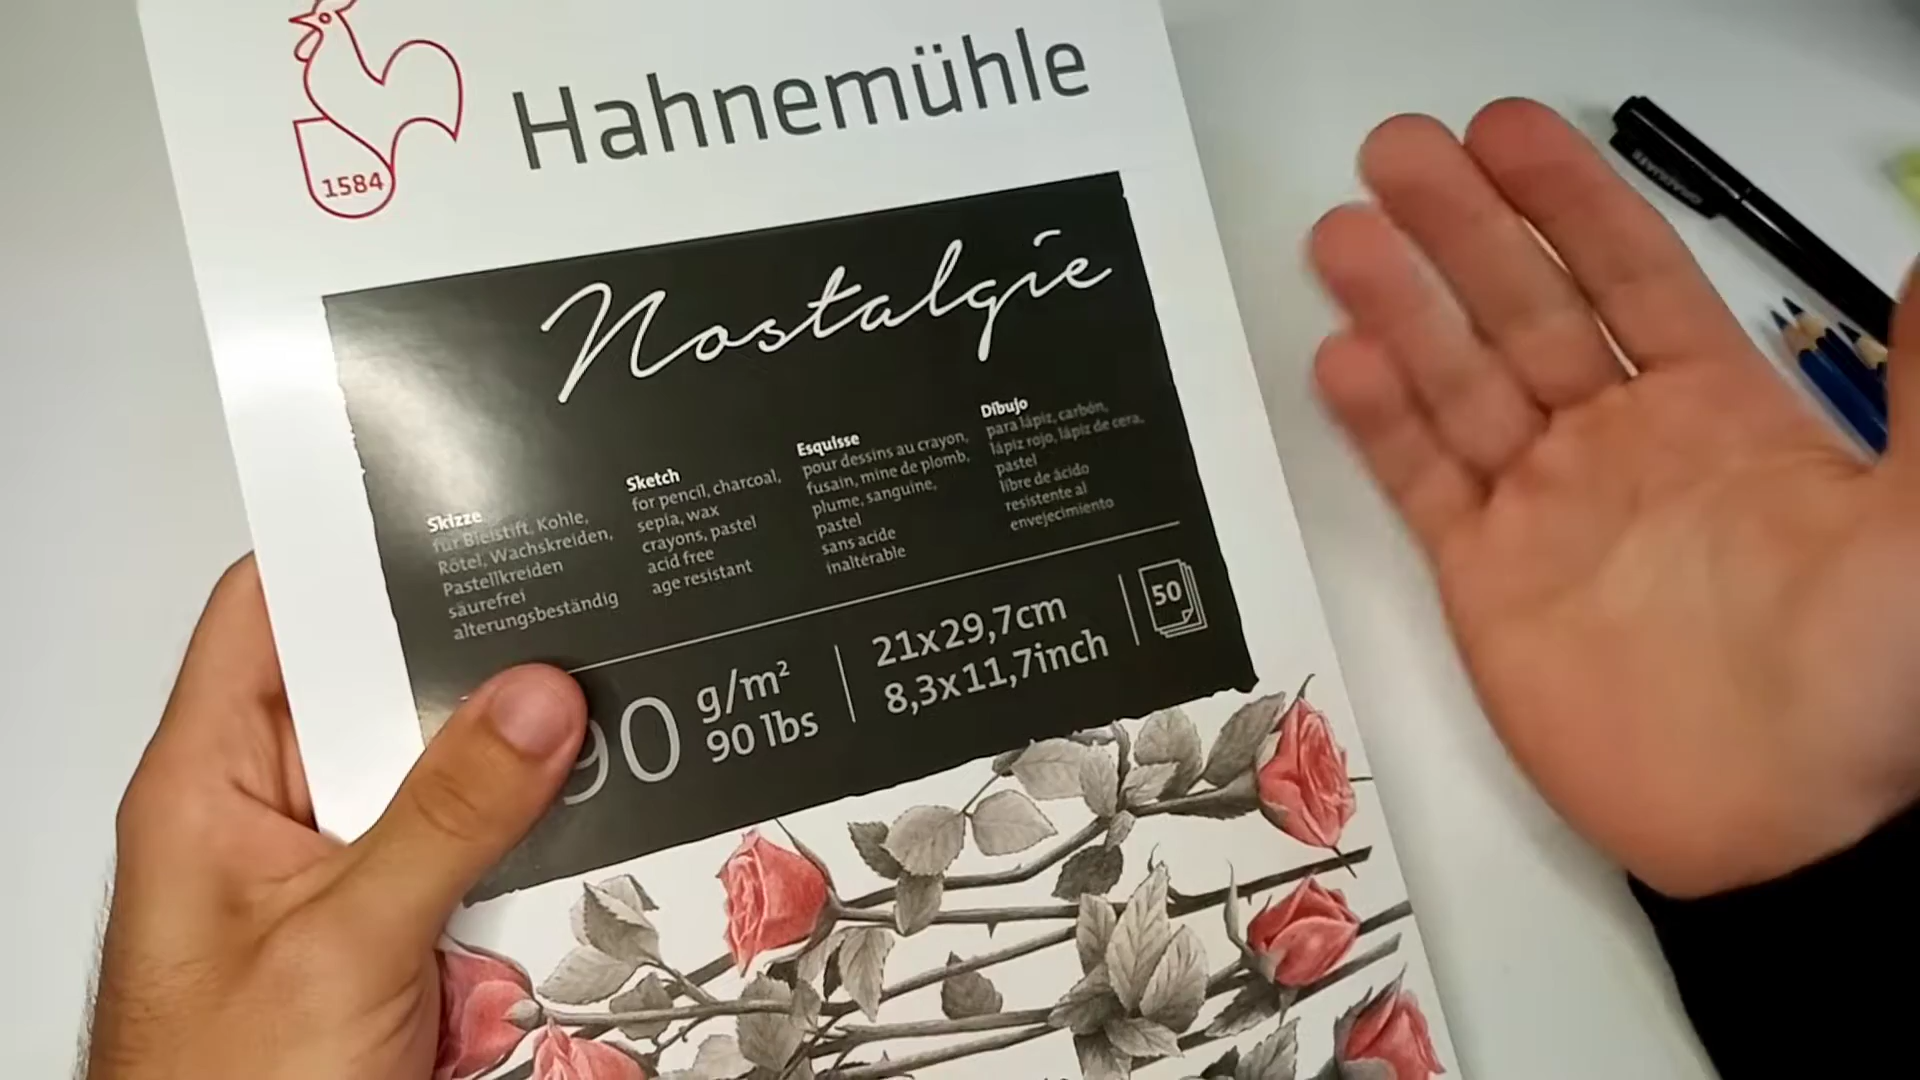 1584
Hahnemühle
Nostalgie
Skizze
für Bleistift, Kohle,
Rötel, Wachskreiden,
Pastellkreiden
säurefrei
alterungsbeständig
Sketch
for pencil, charcoal,
sepia, wax
crayons, pastel
acid free
age resistant
Esquisse
pour dessins au crayon,
fusain, mine de plomb,
plume, sanguine,
pastel
sans acide
inaltérable
Dibujo
para lápiz, carbón,
lápiz rojo, lápiz de cera,
pastel
libre de ácido
resistente al
envejecimiento
90
g/m²
90 lbs
21x29,7cm
8,3x11,7inch
50
GRADUATE